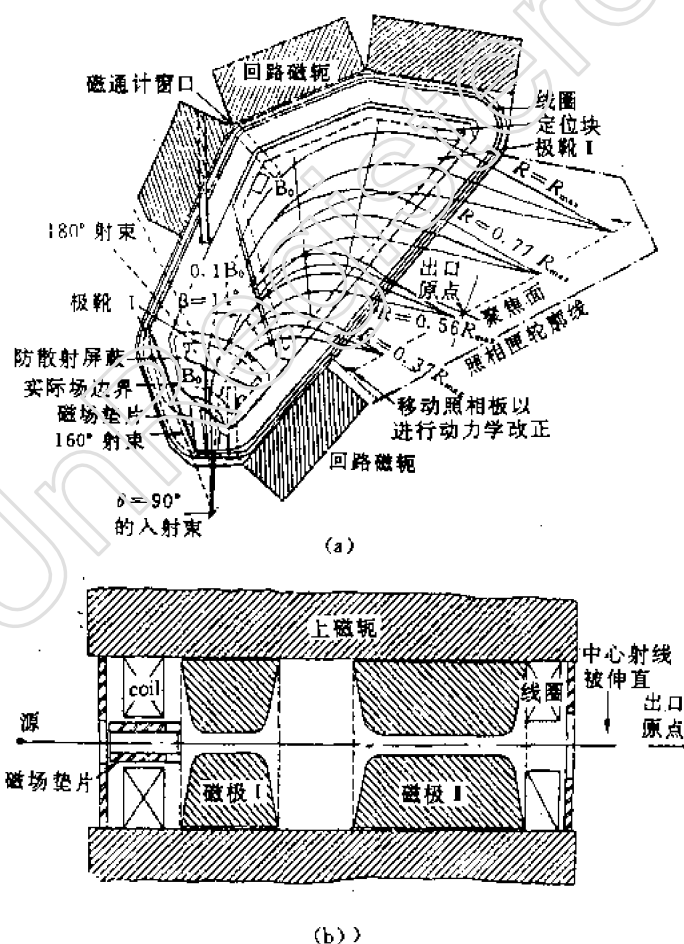 磁通计窗口
回路磁轭
线圈
定位块
极靴 Ⅱ
B₀
R=Rmax
R=0.77Rmax
180° 射束
0.1B₀
出口
原点
聚焦面
照相匣轮廓线
极靴 Ⅰ
R=0.56Rmax
R=0.37Rmax
防散射屏蔽
B₀
实际场边界
磁场垫片
160° 射束
移动照相板以
进行动力学改正
回路磁轭
=90°
的入射束
(a)
上磁轭
中心射线
被伸直
coil
线圈
出口
原点
源
磁场垫片
磁极 Ⅰ
磁极 Ⅱ
(b))
Unregistered